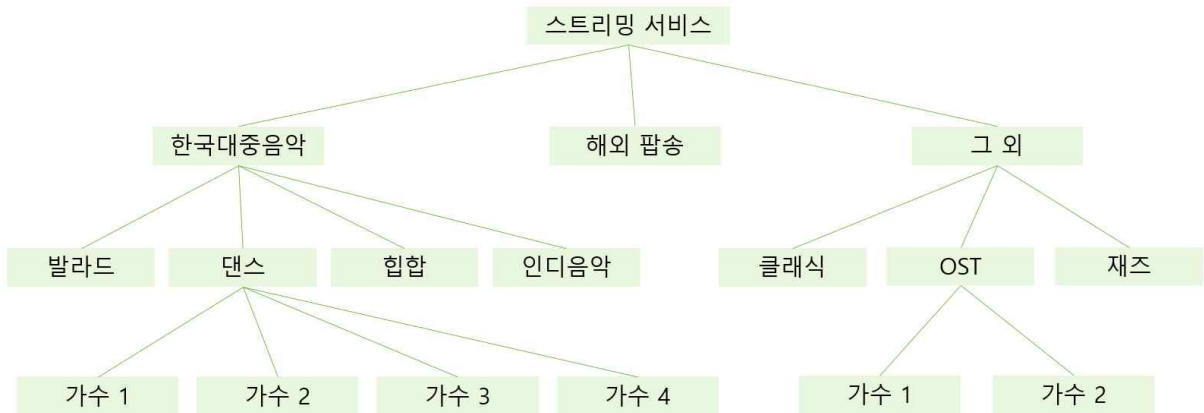 스트리밍 서비스
한국대중음악 해외 팝송 그 외
발라드 댄스 힙합 인디음악 클래식 OST 재즈
가수 1 가수 2 가수 3 가수 4 가수 1 가수 2